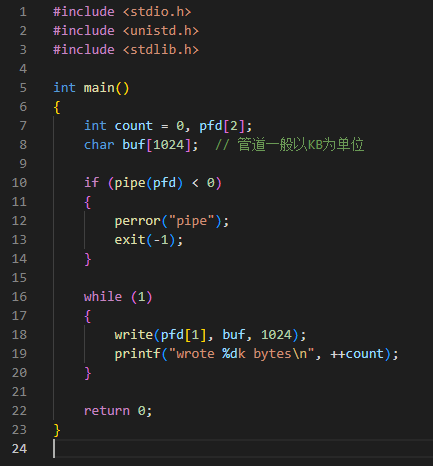 1 #include <stdio.h>
2 #include <unistd.h>
3 #include <stdlib.h>
4
5 int main()
6 {
7     int count = 0, pfd[2];
8     char buf[1024];  // 管道一般以KB为单位
9
10     if (pipe(pfd) < 0)
11     {
12         perror("pipe");
13         exit(-1);
14     }
15
16     while (1)
17     {
18         write(pfd[1], buf, 1024);
19         printf("wrote %dk bytes\n", ++count);
20     }
21
22     return 0;
23 }
24